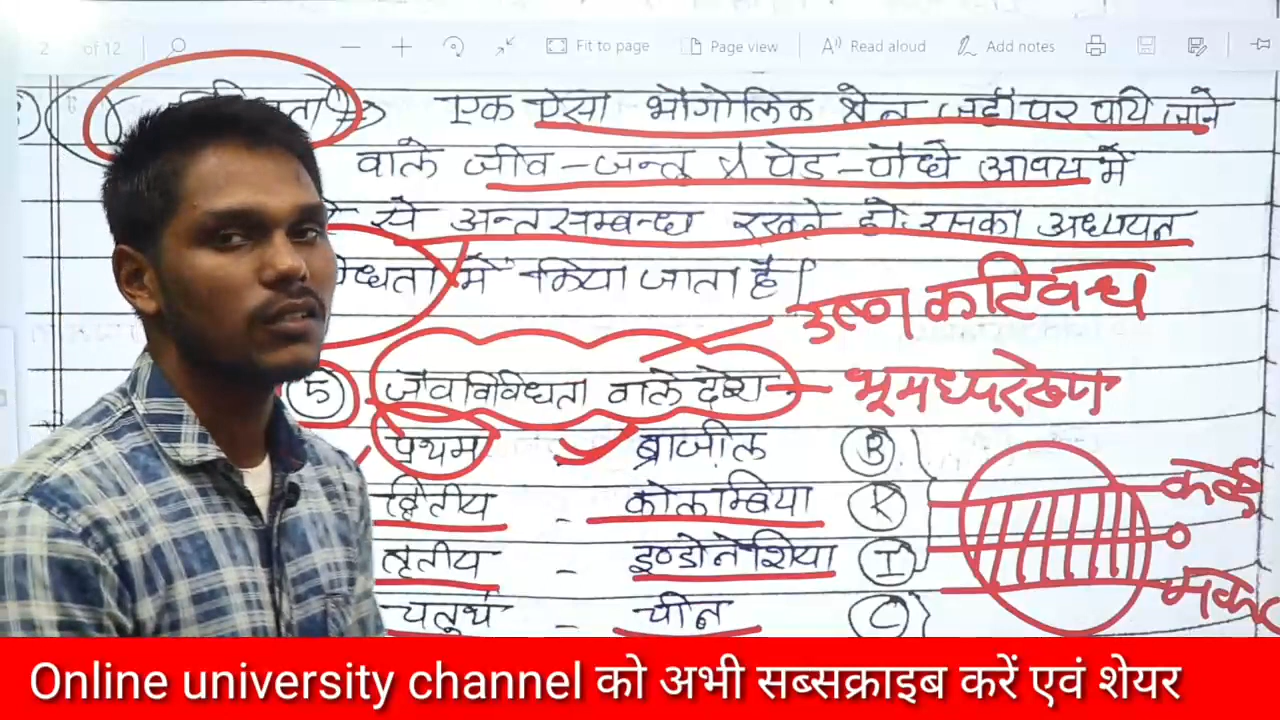 2 of 12 Fit to page Page view Read aloud Add notes
एक ऐसा भौगोलिक क्षेत्र जहाँ पर पाये जाने
वाले जीव-जन्तु व पेड-पौधे आपस में
से अन्तरसम्बन्ध रखते हो इसका अध्ययन
में किया जाता है।
उष्ण कटिबन्ध
5 जैवविविधता वाले देश
भूमध्यरेखा
प्रथम ब्राजील B
द्वितीय - कोलाम्बिया K
कर्क
तृतीय - इण्डोनेशिया I
चतुर्थ - चीन C
Online university channel को अभी सब्सक्राइब करें एवं शेयर